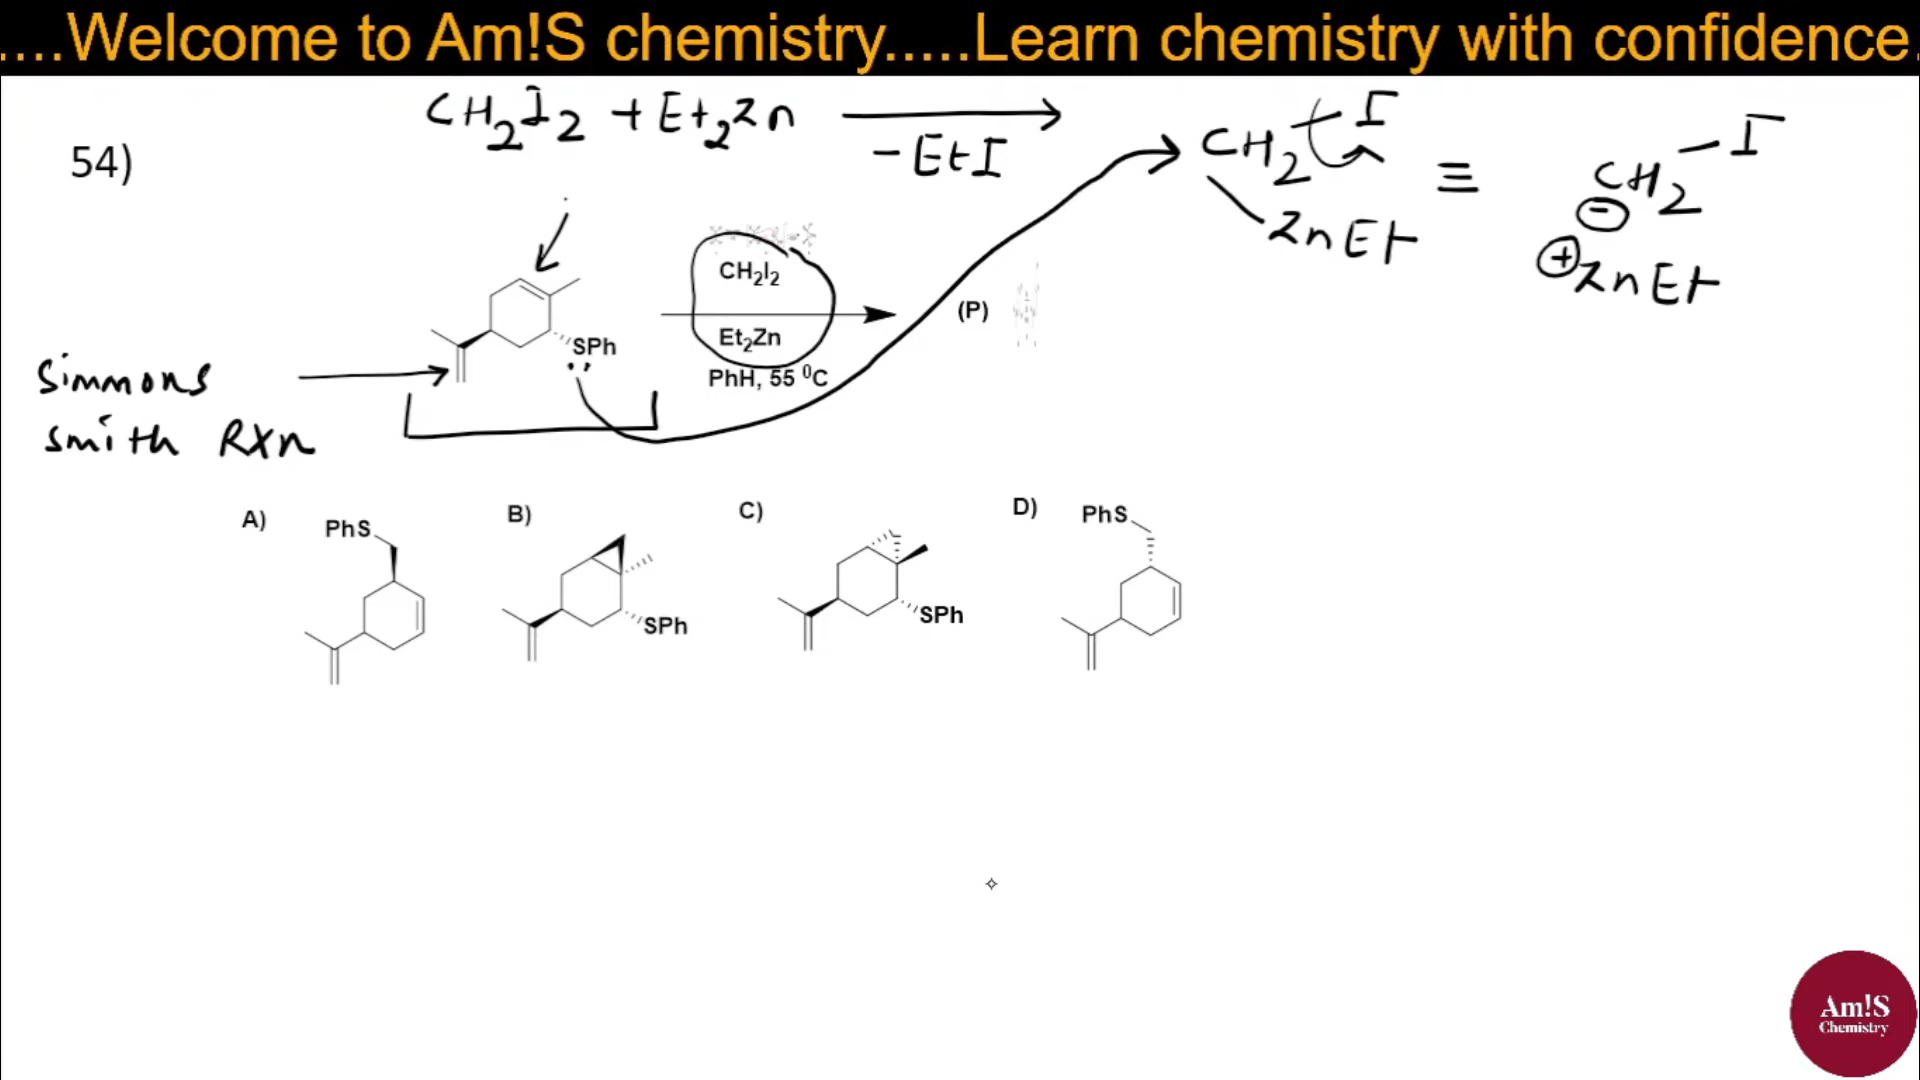 ....Welcome to Am!S chemistry.....Learn chemistry with confidence.
54)
CH2I2 + Et2Zn
-EtI
CH2 I
ZnEt
≡
CH2 - I
⊖
⊕ZnEt
CH₂I₂
Et₂Zn
PhH, 55 ⁰C
(P)
SPh
Simmons
Smith RXn
A)
PhS
B)
SPh
C)
SPh
D)
PhS
Am!S
Chemistry